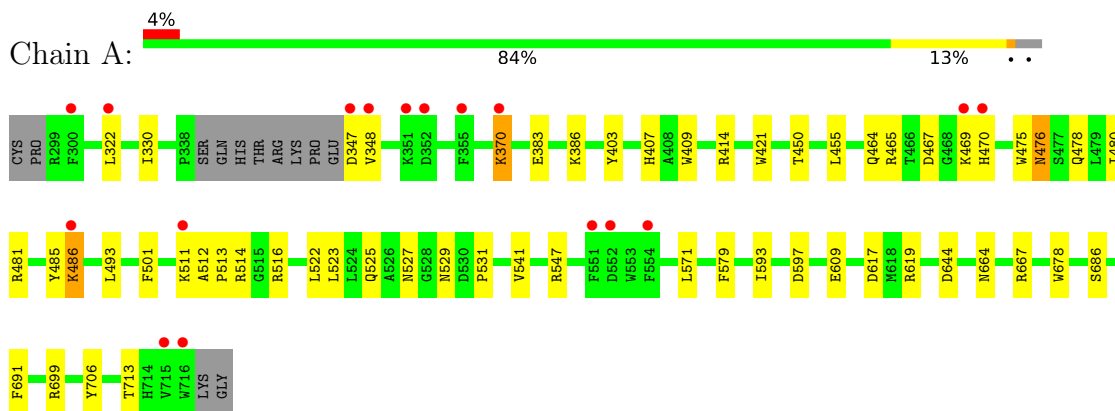 4%
Chain A:
84% 13% • •
CYS PRO R299 F300 L322 I330 P338 SER GLN HIS THR ARG LYS PRO GLU D347 V348 K351 D352 F355 K370 E383 K386 Y403 H407 A408 W409 R414 W421 T450 L455 Q464 R465 T466 D467 G468 K469 H470 W475 N476 S477 Q478 L479 I480
R481 Y485 K486 L493 F501 K511 A512 P513 R514 G515 R516 L522 L523 L524 Q525 A526 N527 G528 N529 D530 P531 V541 R547 F551 D552 W553 F554 L571 F579 I593 D597 E609 D617 M618 R619 D644 N664 R667 W678 S686
F691 R699 Y706 T713 H714 V715 W716 LYS GLY